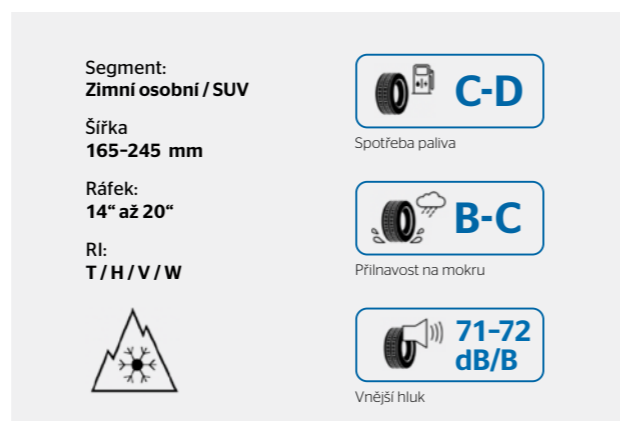 Segment:
Zimní osobní / SUV
Šířka
165–245 mm
Ráfek:
14“ až 20“
RI:
T / H / V / W
C-D
Spotřeba paliva
B-C
Přilnavost na mokru
71–72
dB/B
Vnější hluk